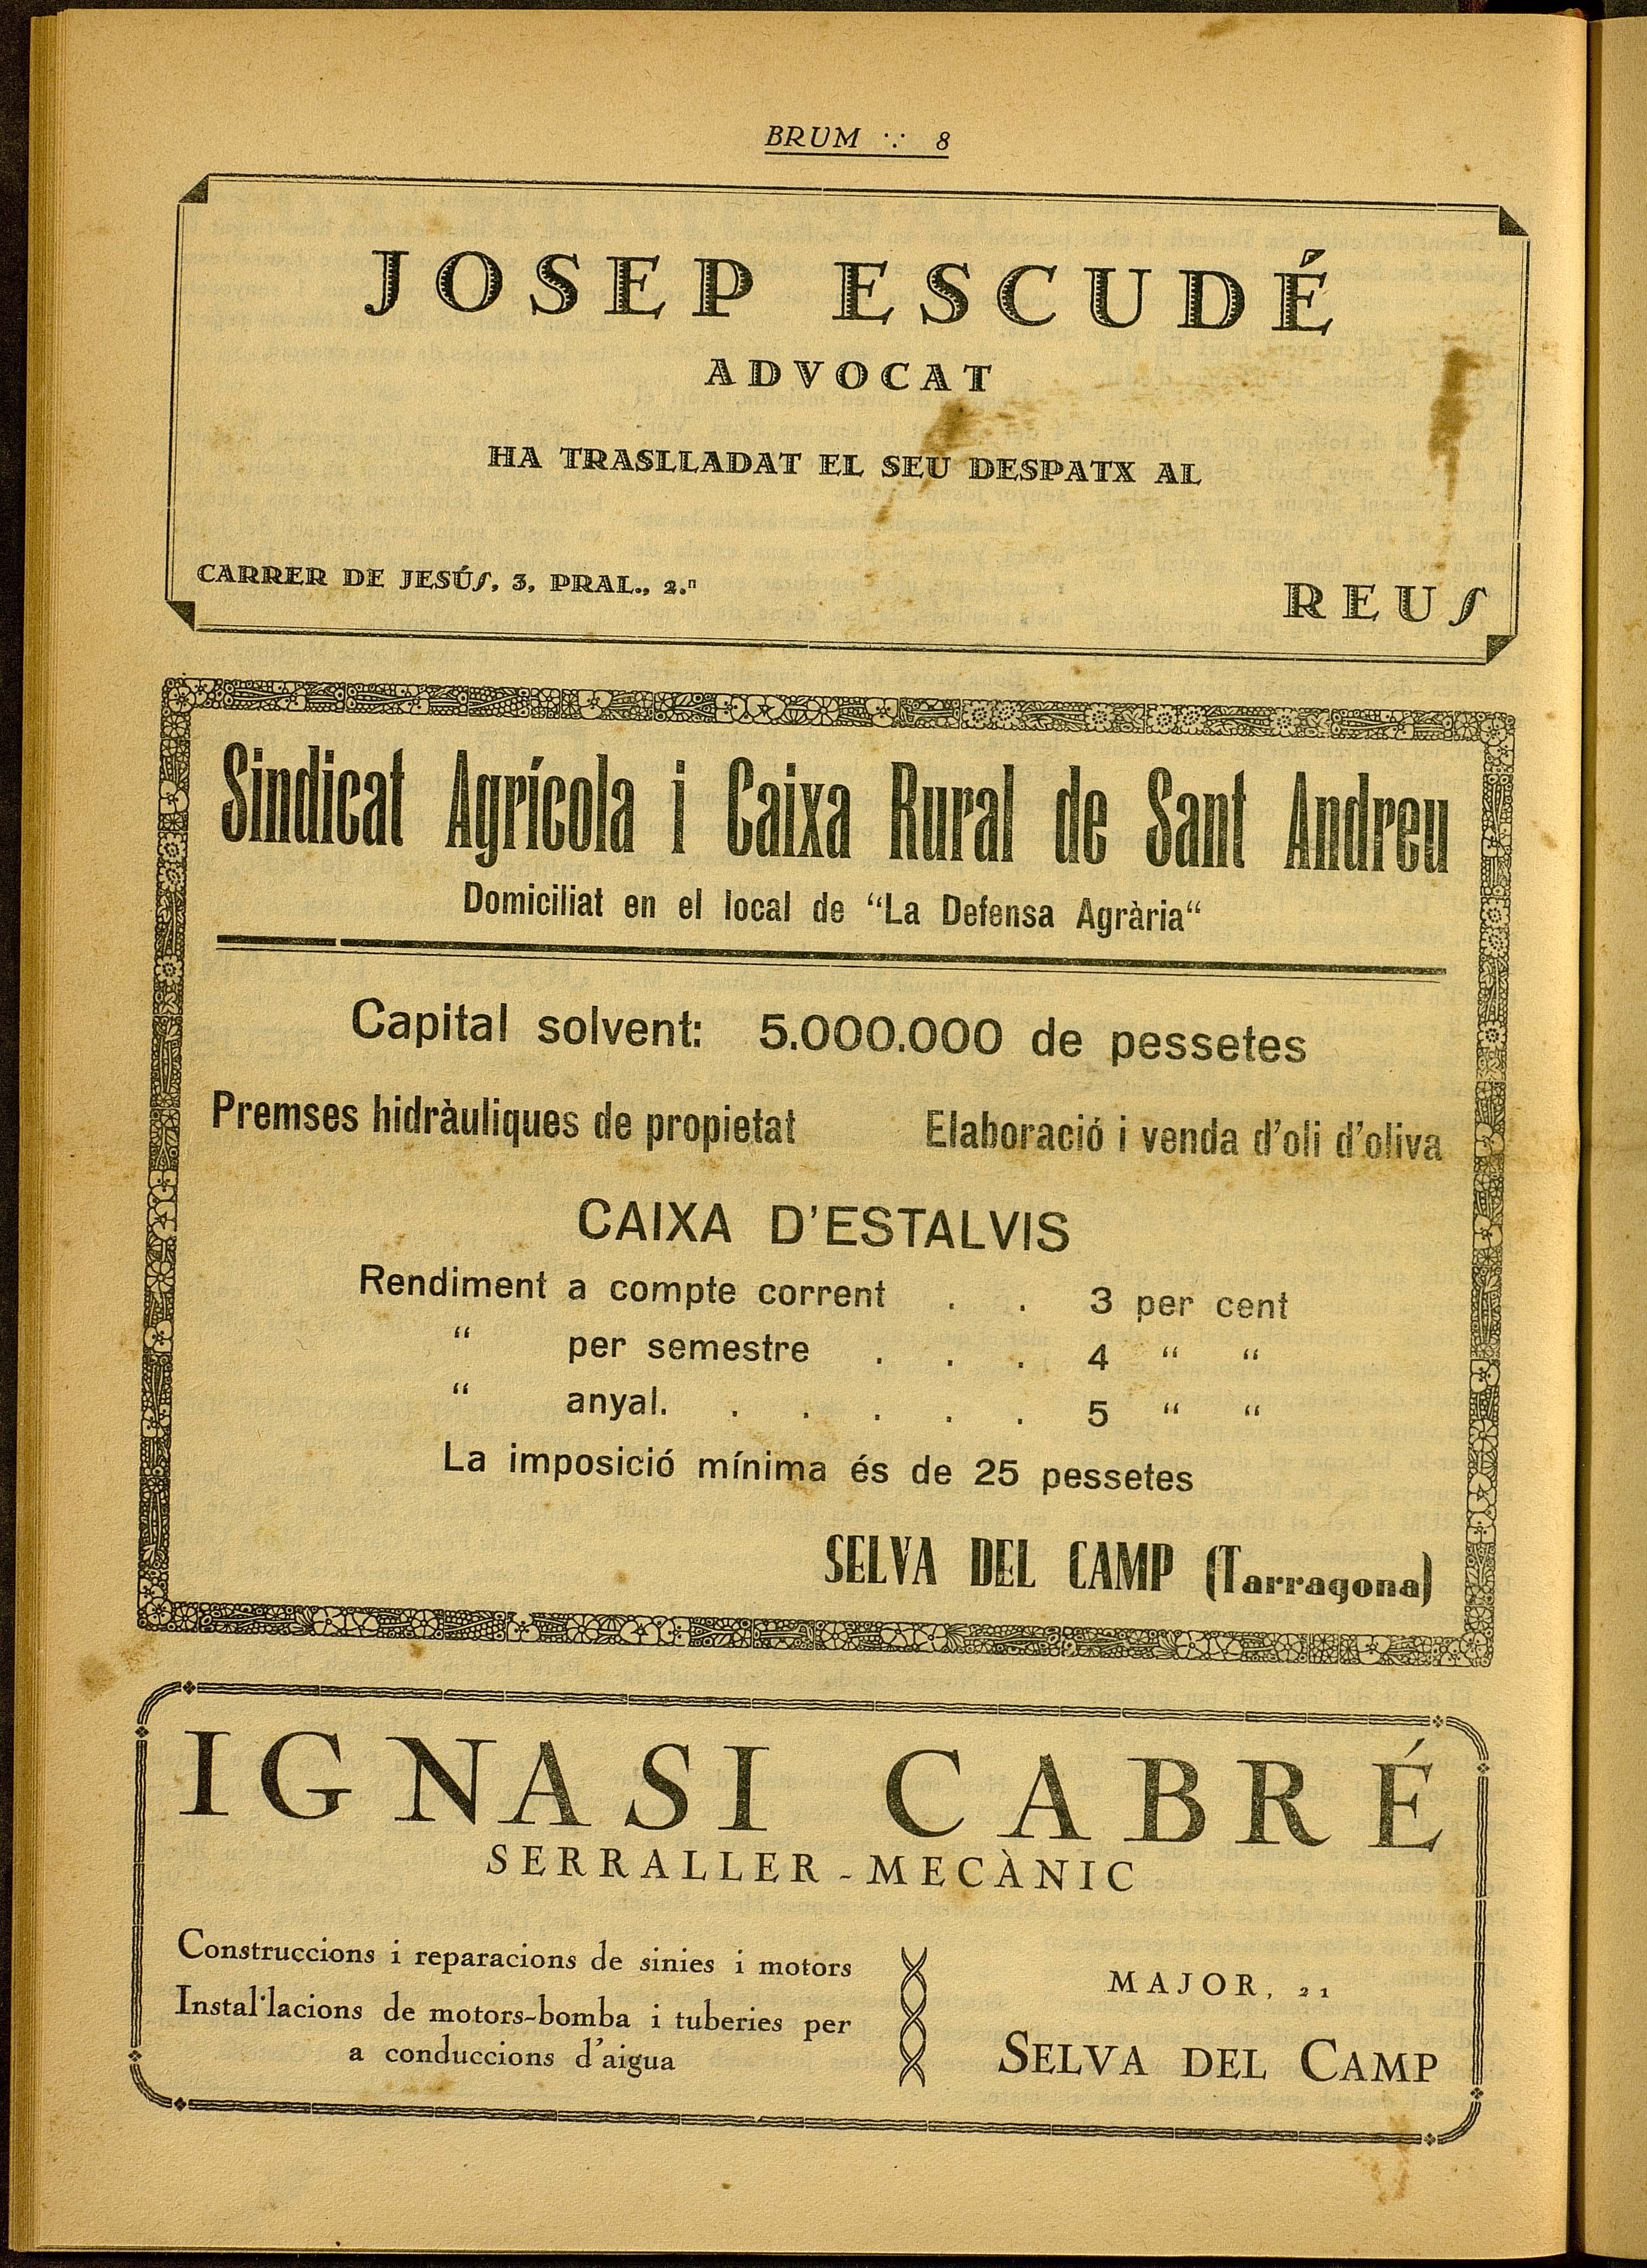 BRUM ∵ 8
JOSEP ESCUDÉ
ADVOCAT
HA TRASLLADAT EL SEU DESPATX AL
CARRER DE JESÚS, 3, PRAL., 2.ⁿ
REUS
Sindicat Agrícola i Caixa Rural de Sant Andreu
Domiciliat en el local de “La Defensa Agrària“
Capital solvent: 5.000.000 de pessetes
Premses hidràuliques de propietat Elaboració i venda d’oli d’oliva
CAIXA D’ESTALVIS
Rendiment a compte corrent . . 3 per cent
“ per semestre . . . 4 “ “
“ anyal. . . . . . 5 “ “
La imposició mínima és de 25 pessetes
SELVA DEL CAMP (Tarragona)
IGNASI CABRÉ
SERRALLER - MECÀNIC
Construccions i reparacions de sinies i motors
Instal·lacions de motors-bomba i tuberies per
a conduccions d’aigua
MAJOR, 21
SELVA DEL CAMP